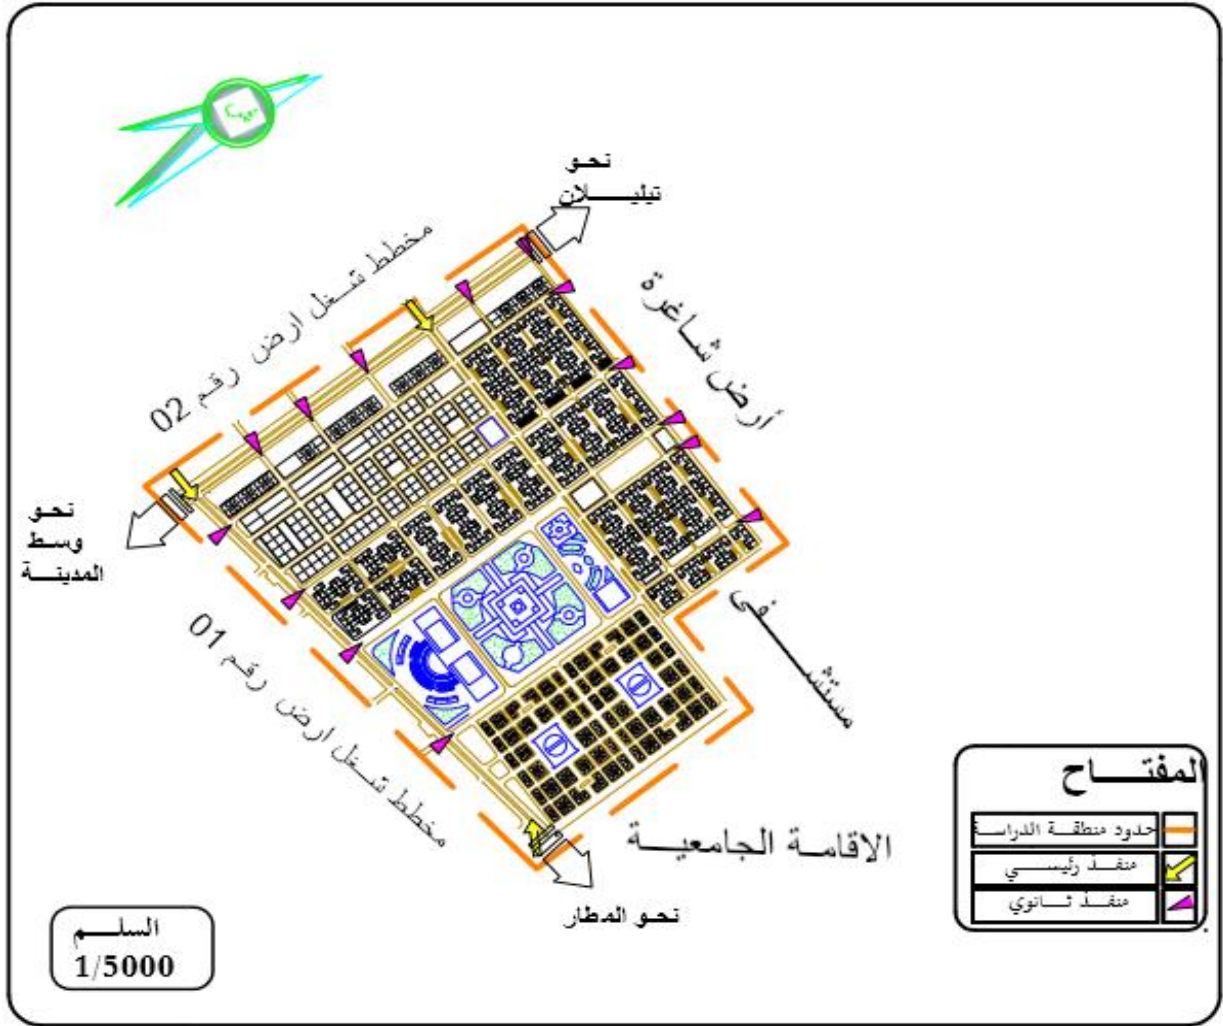 نحو
تيليلان
مخطط شغل ارض رقم 02
أرض شاغرة
نحو
وسط
المدينة
مخطط شغل ارض رقم 01
مستشفى
الاقامة الجامعية
نحو المطار
المفتاح
حدود منطقة الدراسة
منفذ رئيسي
منفذ ثانوي
السلم
1/5000